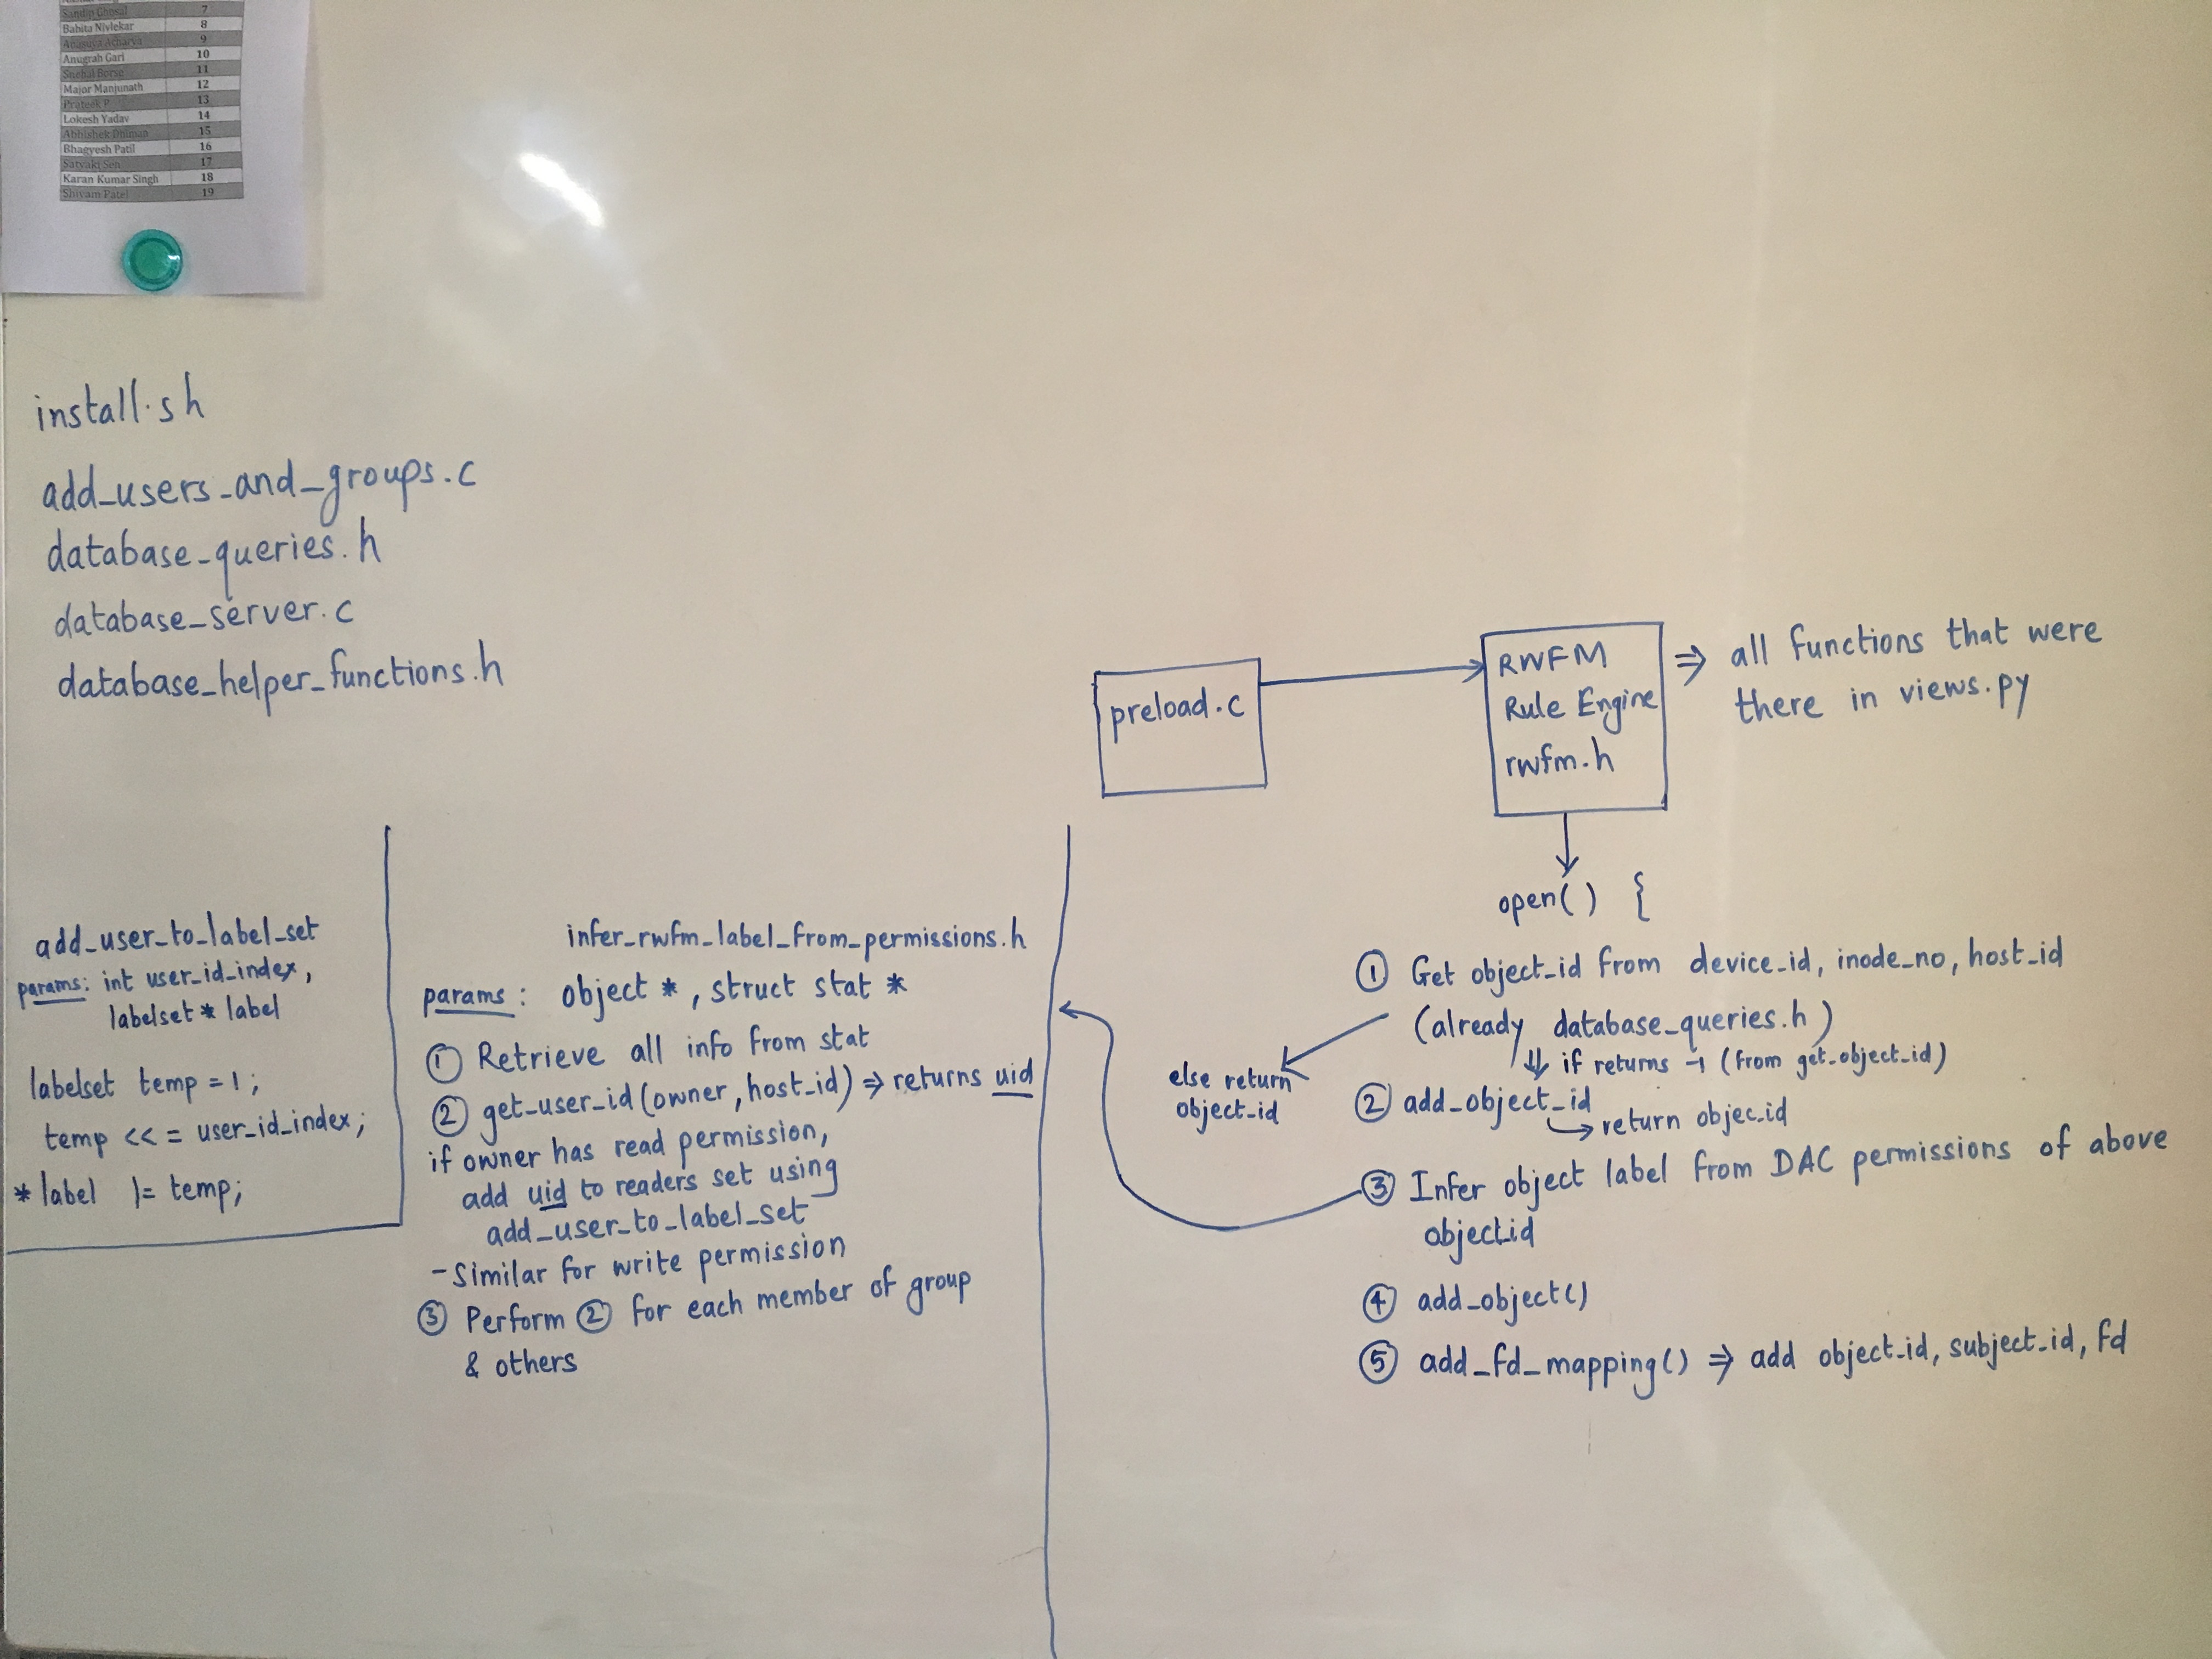 Sandip Ghosal 7
Babita Nivlekar 8
Anasuya Acharya 9
Anugrah Gari 10
Snehal Borse 11
Major Manjunath 12
Prateek P 13
Lokesh Yadav 14
Abhishek Dhiman 15
Bhagyesh Patil 16
Satyaki Sen 17
Karan Kumar Singh 18
Shivam Patel 19
install.sh
add_users_and_groups.c
database_queries.h
database_server.c
database_helper_functions.h
add_user_to_label_set
params: int user_id_index,
labelset * label
labelset temp = 1;
temp <<= user_id_index;
*label |= temp;
infer_rwfm_label_from_permissions.h
params: object *, struct stat *
① Retrieve all info from stat
② get_user_id(owner, host_id) ⇒ returns uid
if owner has read permission,
add uid to readers set using
add_user_to_label_set
- Similar for write permission
③ Perform ② for each member of group
& others
preload.c
RWFM
Rule Engine
rwfm.h
⇒ all functions that were
there in views.py
open() {
① Get object_id from device_id, inode_no, host_id
(already database_queries.h)
⇓ if returns -1 (from get_object_id)
else return
object_id
② add_object_id
→ return objec_id
③ Infer object label from DAC permissions of above
object_id
④ add_object()
⑤ add_fd_mapping() ⇒ add object_id, subject_id, fd